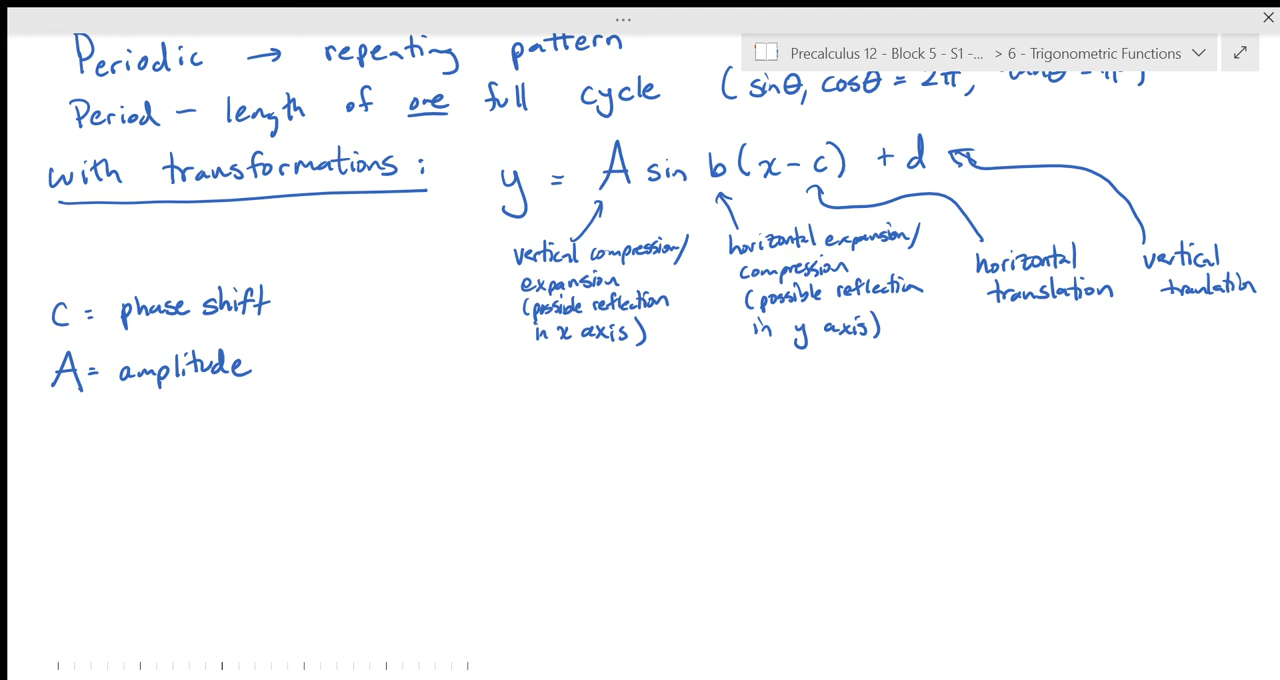 Periodic → repeating pattern
Precalculus 12 - Block 5 - S1 -... > 6 - Trigonometric Functions
Period - length of one full cycle (sinθ, cosθ = 2π,
with transformations :
y = A sin b(x-c) + d
vertical compression/
expansion
(possible reflection
in x axis)
horizontal expansion/
compression
(possible reflection
in y axis)
horizontal
translation
vertical
tranlation
c = phase shift
A = amplitude